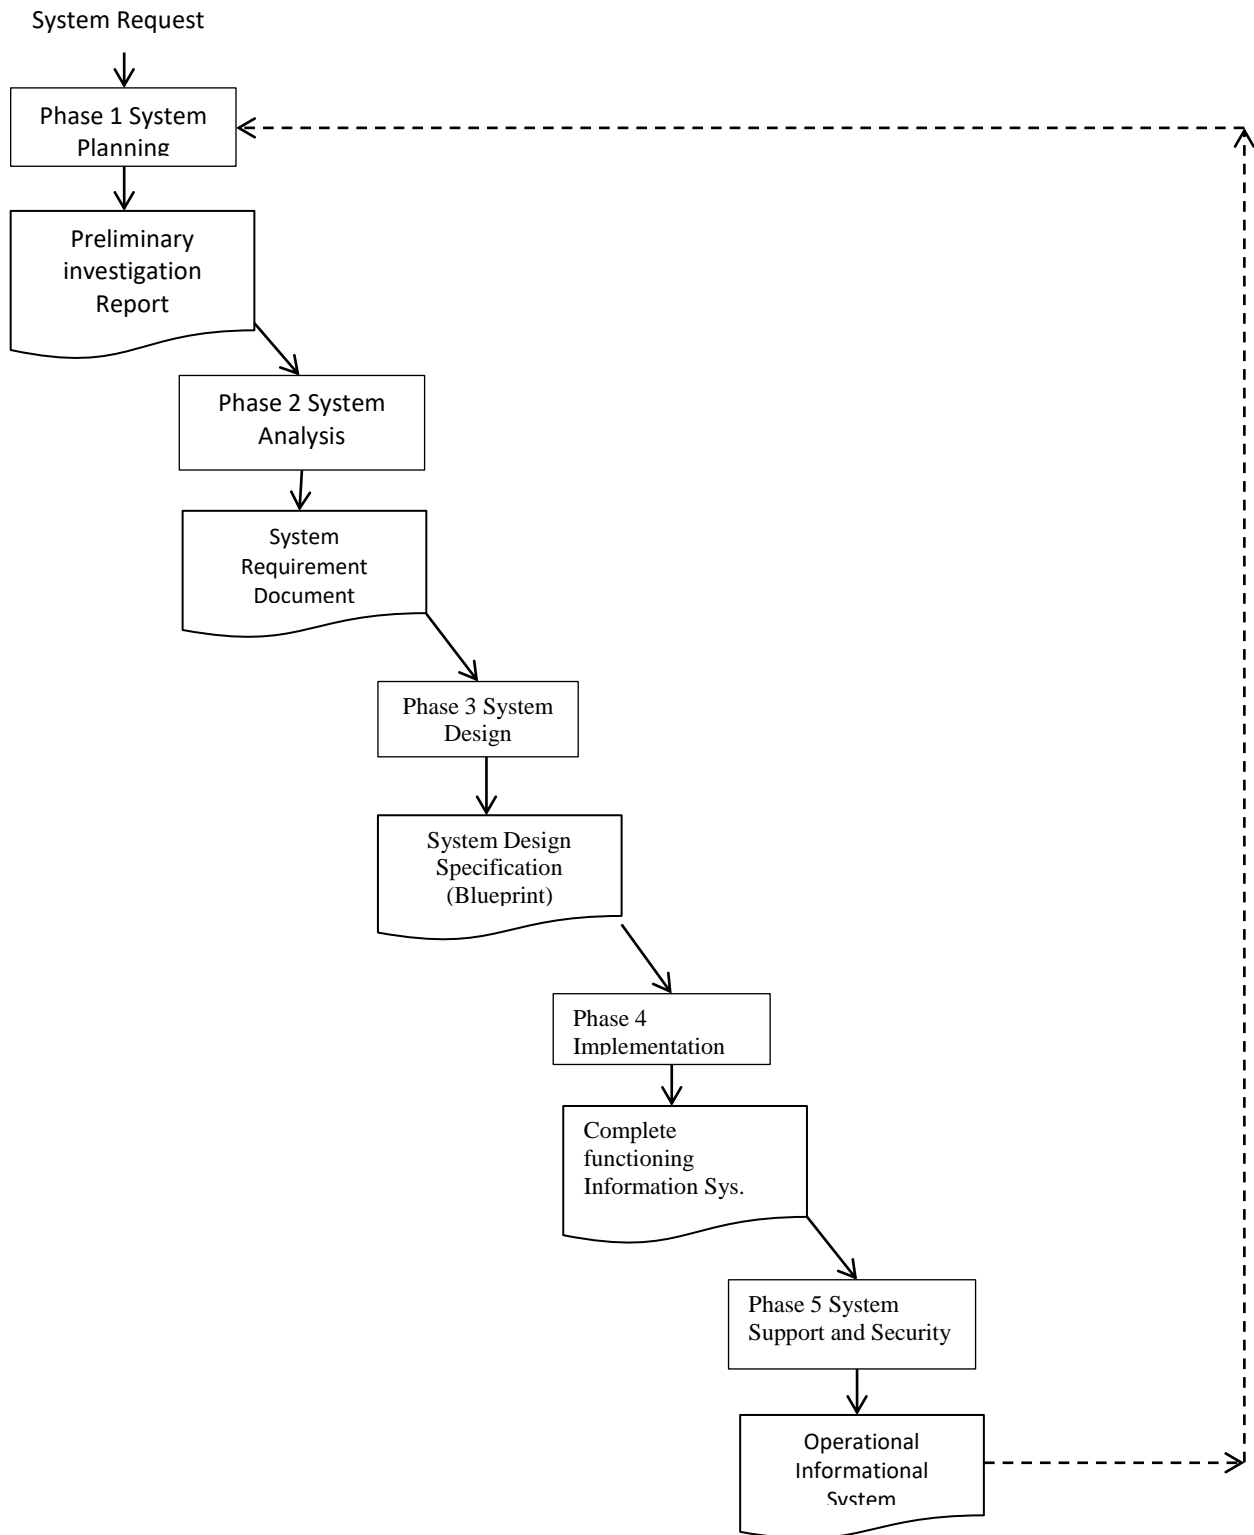 System Request
Phase 1 System
Planning
Preliminary
investigation
Report
Phase 2 System
Analysis
System
Requirement
Document
Phase 3 System
Design
System Design
Specification
(Blueprint)
Phase 4
Implementation
Complete
functioning
Information Sys.
Phase 5 System
Support and Security
Operational
Informational
System